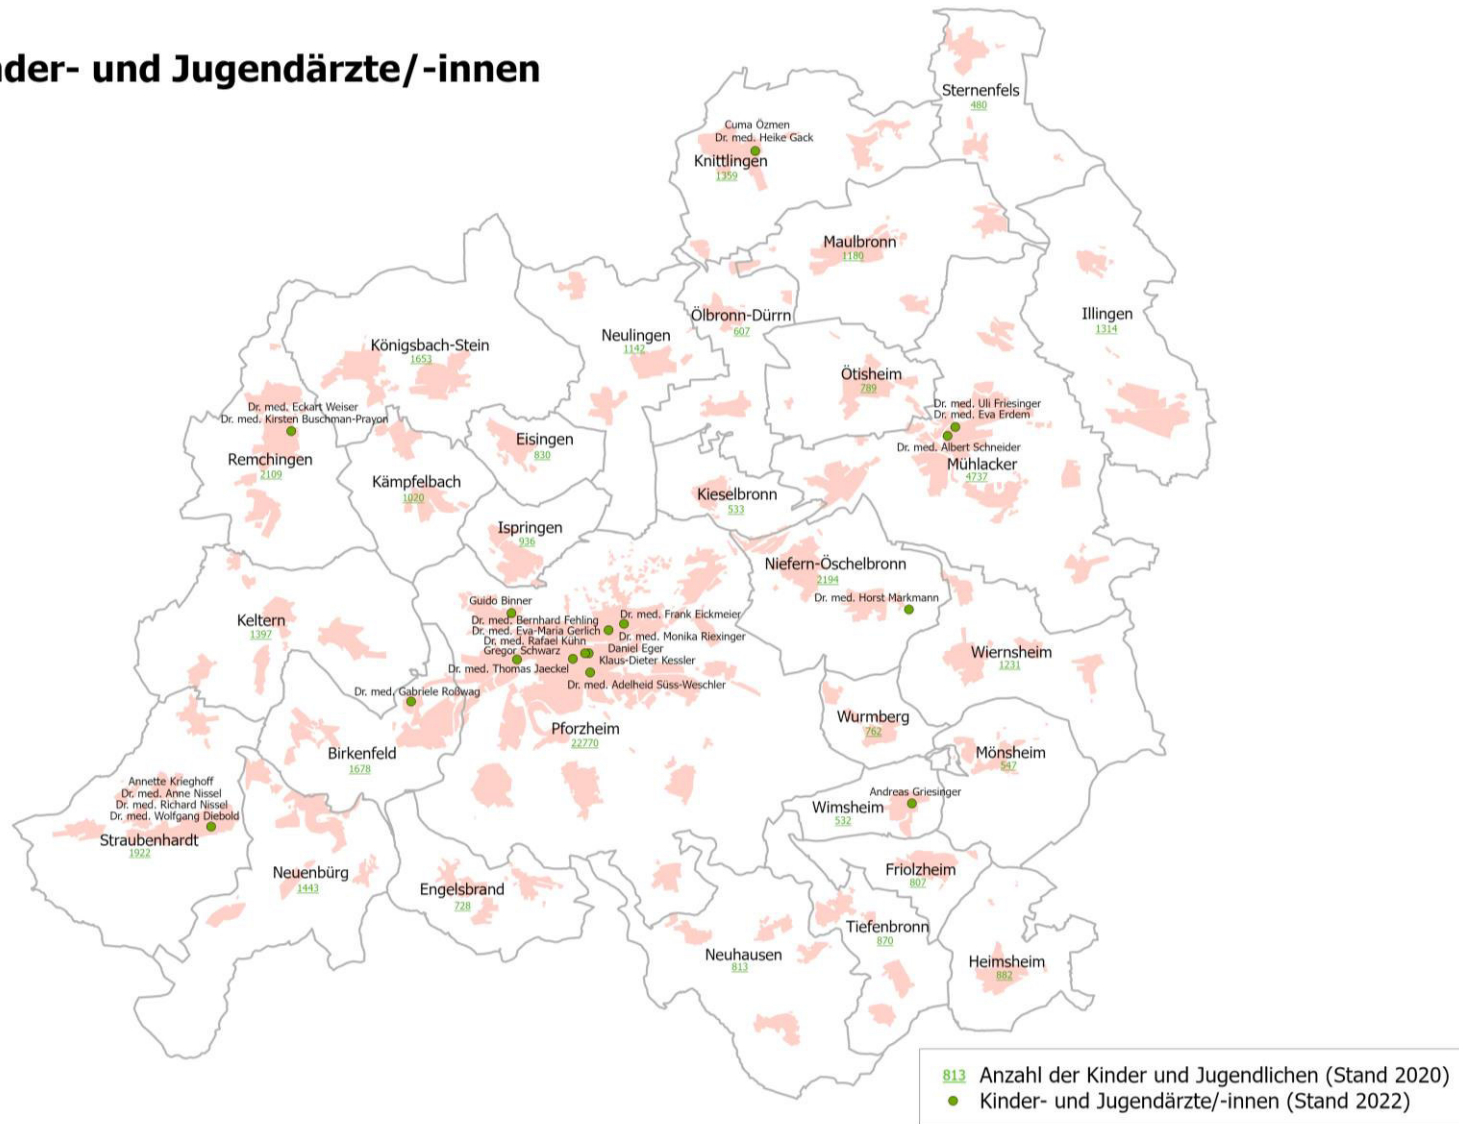 nder- und Jugendärzte/-innen
Sternenfels
480
Cuma Özmen
Dr. med. Heike Gack
Knittlingen
1359
Maulbronn
1180
Illingen
1314
Ölbronn-Dürrn
607
Neulingen
1142
Königsbach-Stein
1653
Ötisheim
789
Dr. med. Uli Friesinger
Dr. med. Eva Erdem
Dr. med. Albert Schneider
Mühlacker
4737
Dr. med. Eckart Weiser
Dr. med. Kirsten Buschman-Prayon
Remchingen
2109
Eisingen
830
Kämpfelbach
1020
Kieselbronn
533
Ispringen
936
Niefern-Öschelbronn
2194
Dr. med. Horst Markmann
Keltern
1397
Guido Binner
Dr. med. Bernhard Fehling
Dr. med. Eva-Maria Gerlich
Dr. med. Rafael Kühn
Gregor Schwarz
Dr. med. Thomas Jaeckel
Dr. med. Frank Eickmeier
Dr. med. Monika Riexinger
Daniel Eger
Klaus-Dieter Kessler
Dr. med. Adelheid Süss-Weschler
Pforzheim
22770
Wiernsheim
1231
Dr. med. Gabriele Roßwag
Birkenfeld
1678
Wurmberg
762
Mönsheim
547
Annette Krieghoff
Dr. med. Anne Nissel
Dr. med. Richard Nissel
Dr. med. Wolfgang Diebold
Straubenhardt
1922
Andreas Griesinger
Wimsheim
532
Neuenbürg
1443
Engelsbrand
728
Friolzheim
807
Tiefenbronn
870
Neuhausen
813
Heimsheim
882
813 Anzahl der Kinder und Jugendlichen (Stand 2020)
Kinder- und Jugendärzte/-innen (Stand 2022)